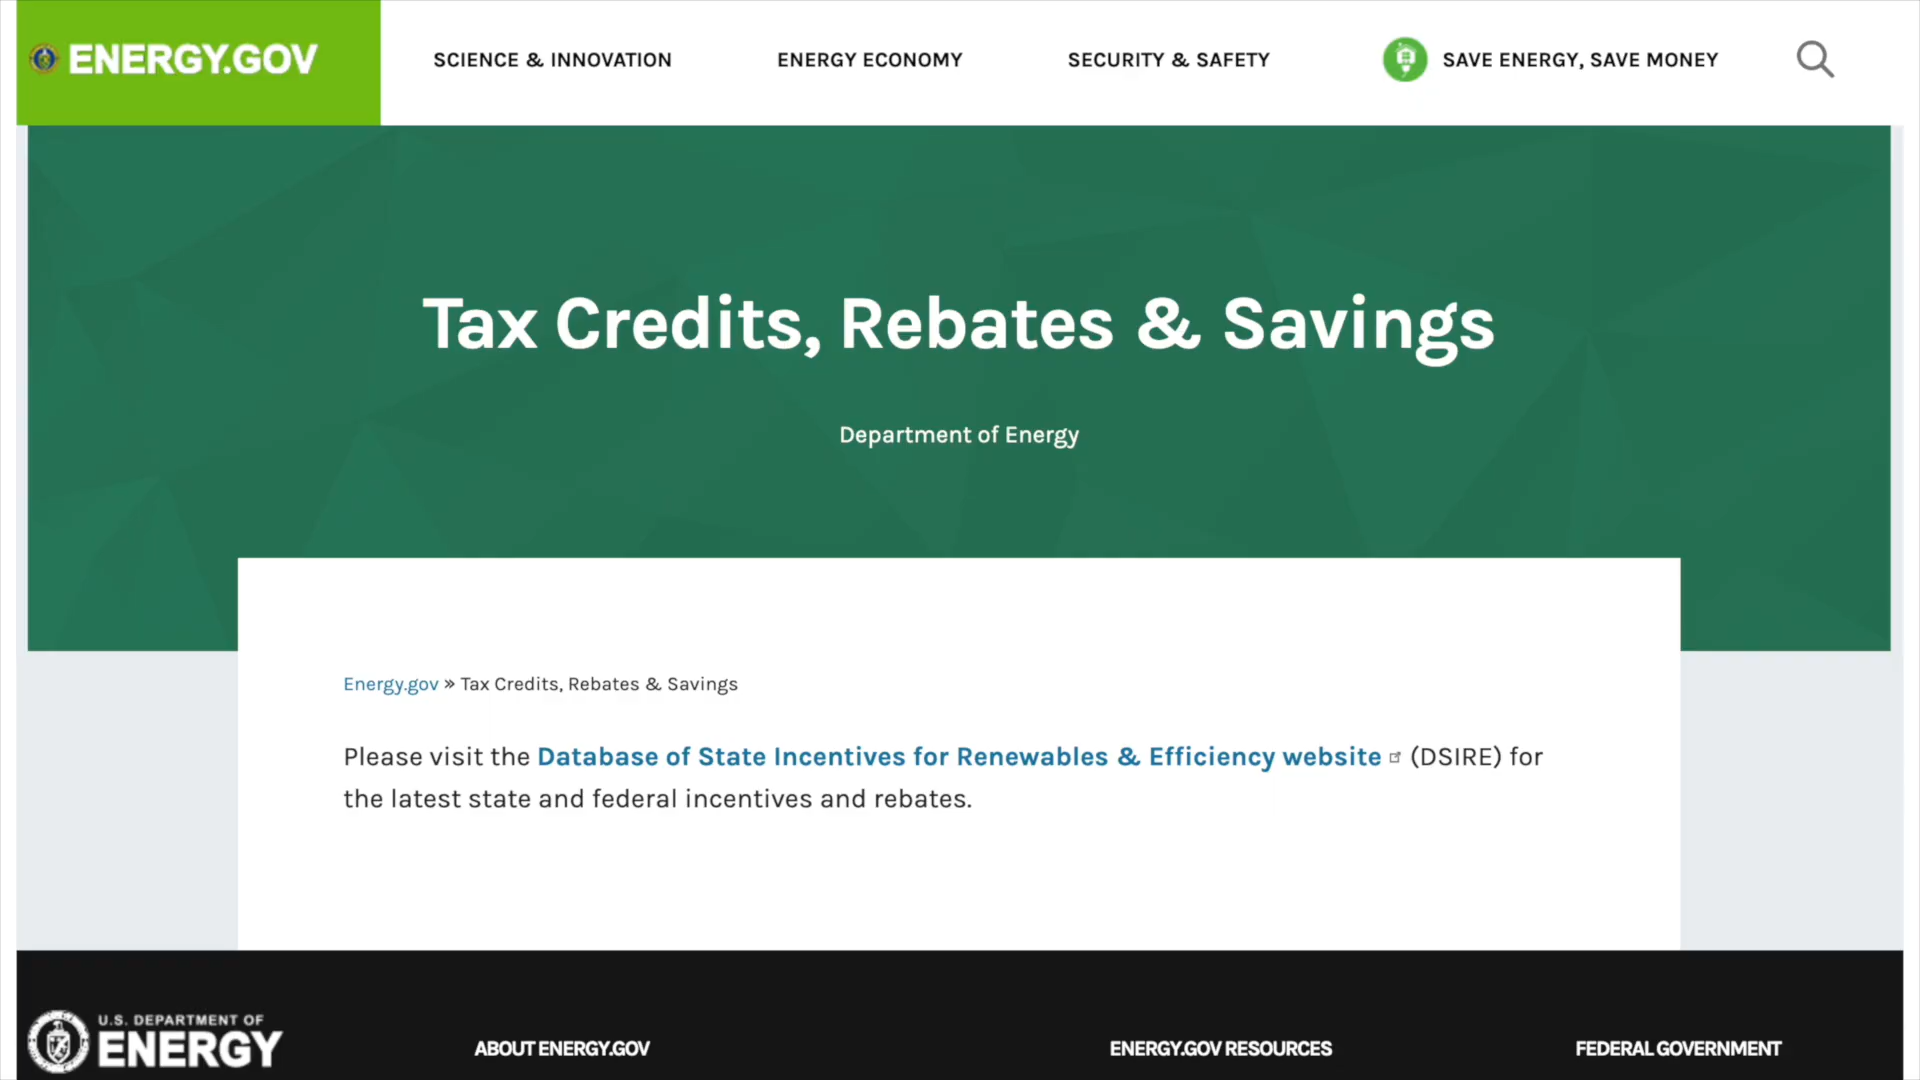 ENERGY.GOV
SCIENCE & INNOVATION
ENERGY ECONOMY
SECURITY & SAFETY
SAVE ENERGY, SAVE MONEY
Tax Credits, Rebates & Savings
Department of Energy
Energy.gov » Tax Credits, Rebates & Savings
Please visit the Database of State Incentives for Renewables & Efficiency website (DSIRE) for
the latest state and federal incentives and rebates.
U.S. DEPARTMENT OF
ENERGY
ABOUT ENERGY.GOV
ENERGY.GOV RESOURCES
FEDERAL GOVERNMENT